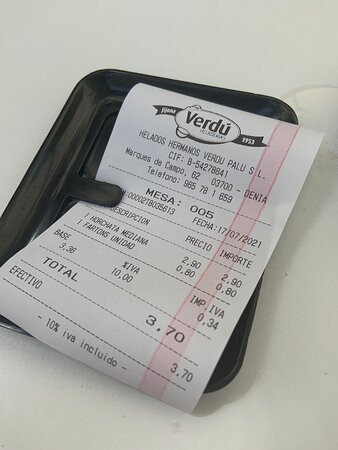 Jijona
Verdú
HELADERIAS
1953
HELADOS HERMANOS VERDU PALU S.L.
CIF: B-54278641
Marques de Campo, 62 03700 - DENIA
Telefono: 965 78 1 659
MESA: 005
FECHA:17/07/2021
DESCRIPCION PRECIO IMPORTE
1 HORCHATA MEDIANA 2,90 2,90
1 FARTONS UNIDAD 0,80 0,80
BASE %IVA IMP.IVA
3,36 10,00 0,34
TOTAL 3,70
EFECTIVO 3,70
- 10% iva incluido -